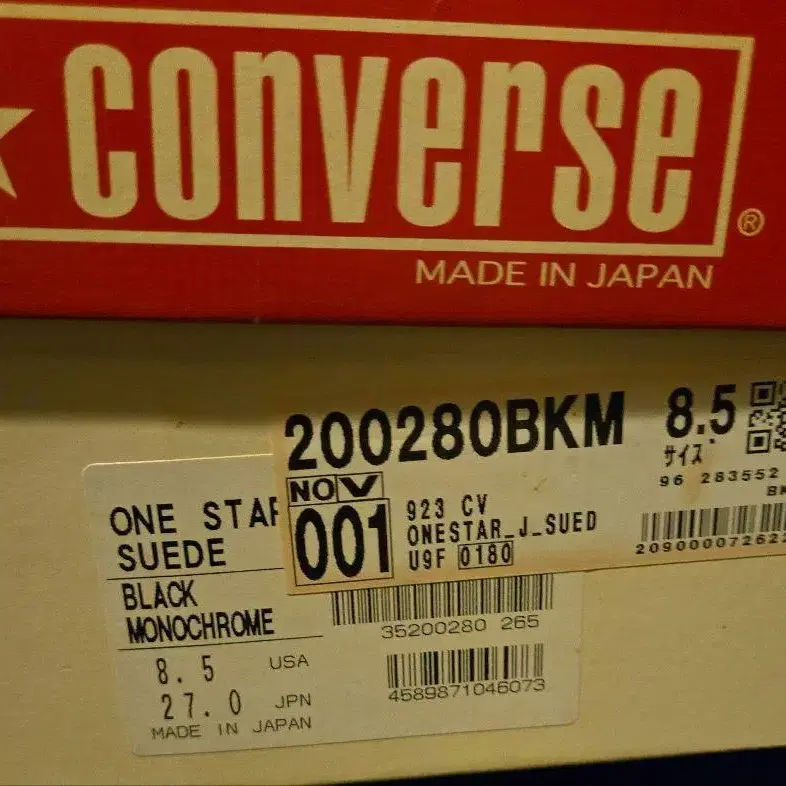 converse
®
MADE IN JAPAN
200280BKM
8.5
サイズ
96 283552
NO V
001
923 CV
ONESTAR_J_SUED
U9F 0180
ONE STAR
SUEDE
BLACK
MONOCHROME
35200280 265
8.5 USA
27.0 JPN
4589871046073
MADE IN JAPAN